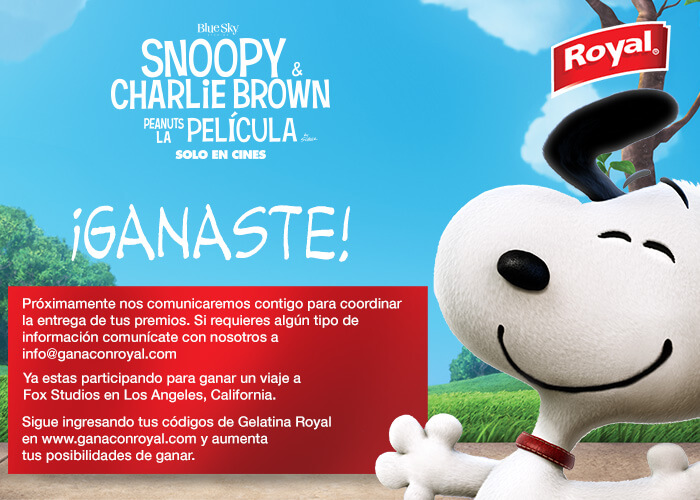 BlueSky
SNOOPY &
CHARLiE BROWN
PEANUTS LA PELÍCULA
SOLO EN CINES
Royal®
¡GANASTE!
Próximamente nos comunicaremos contigo para coordinar
la entrega de tus premios. Si requieres algún tipo de
información comunícate con nosotros a
info@ganaconroyal.com
Ya estas participando para ganar un viaje a
Fox Studios en Los Angeles, California.
Sigue ingresando tus códigos de Gelatina Royal
en www.ganaconroyal.com y aumenta
tus posibilidades de ganar.